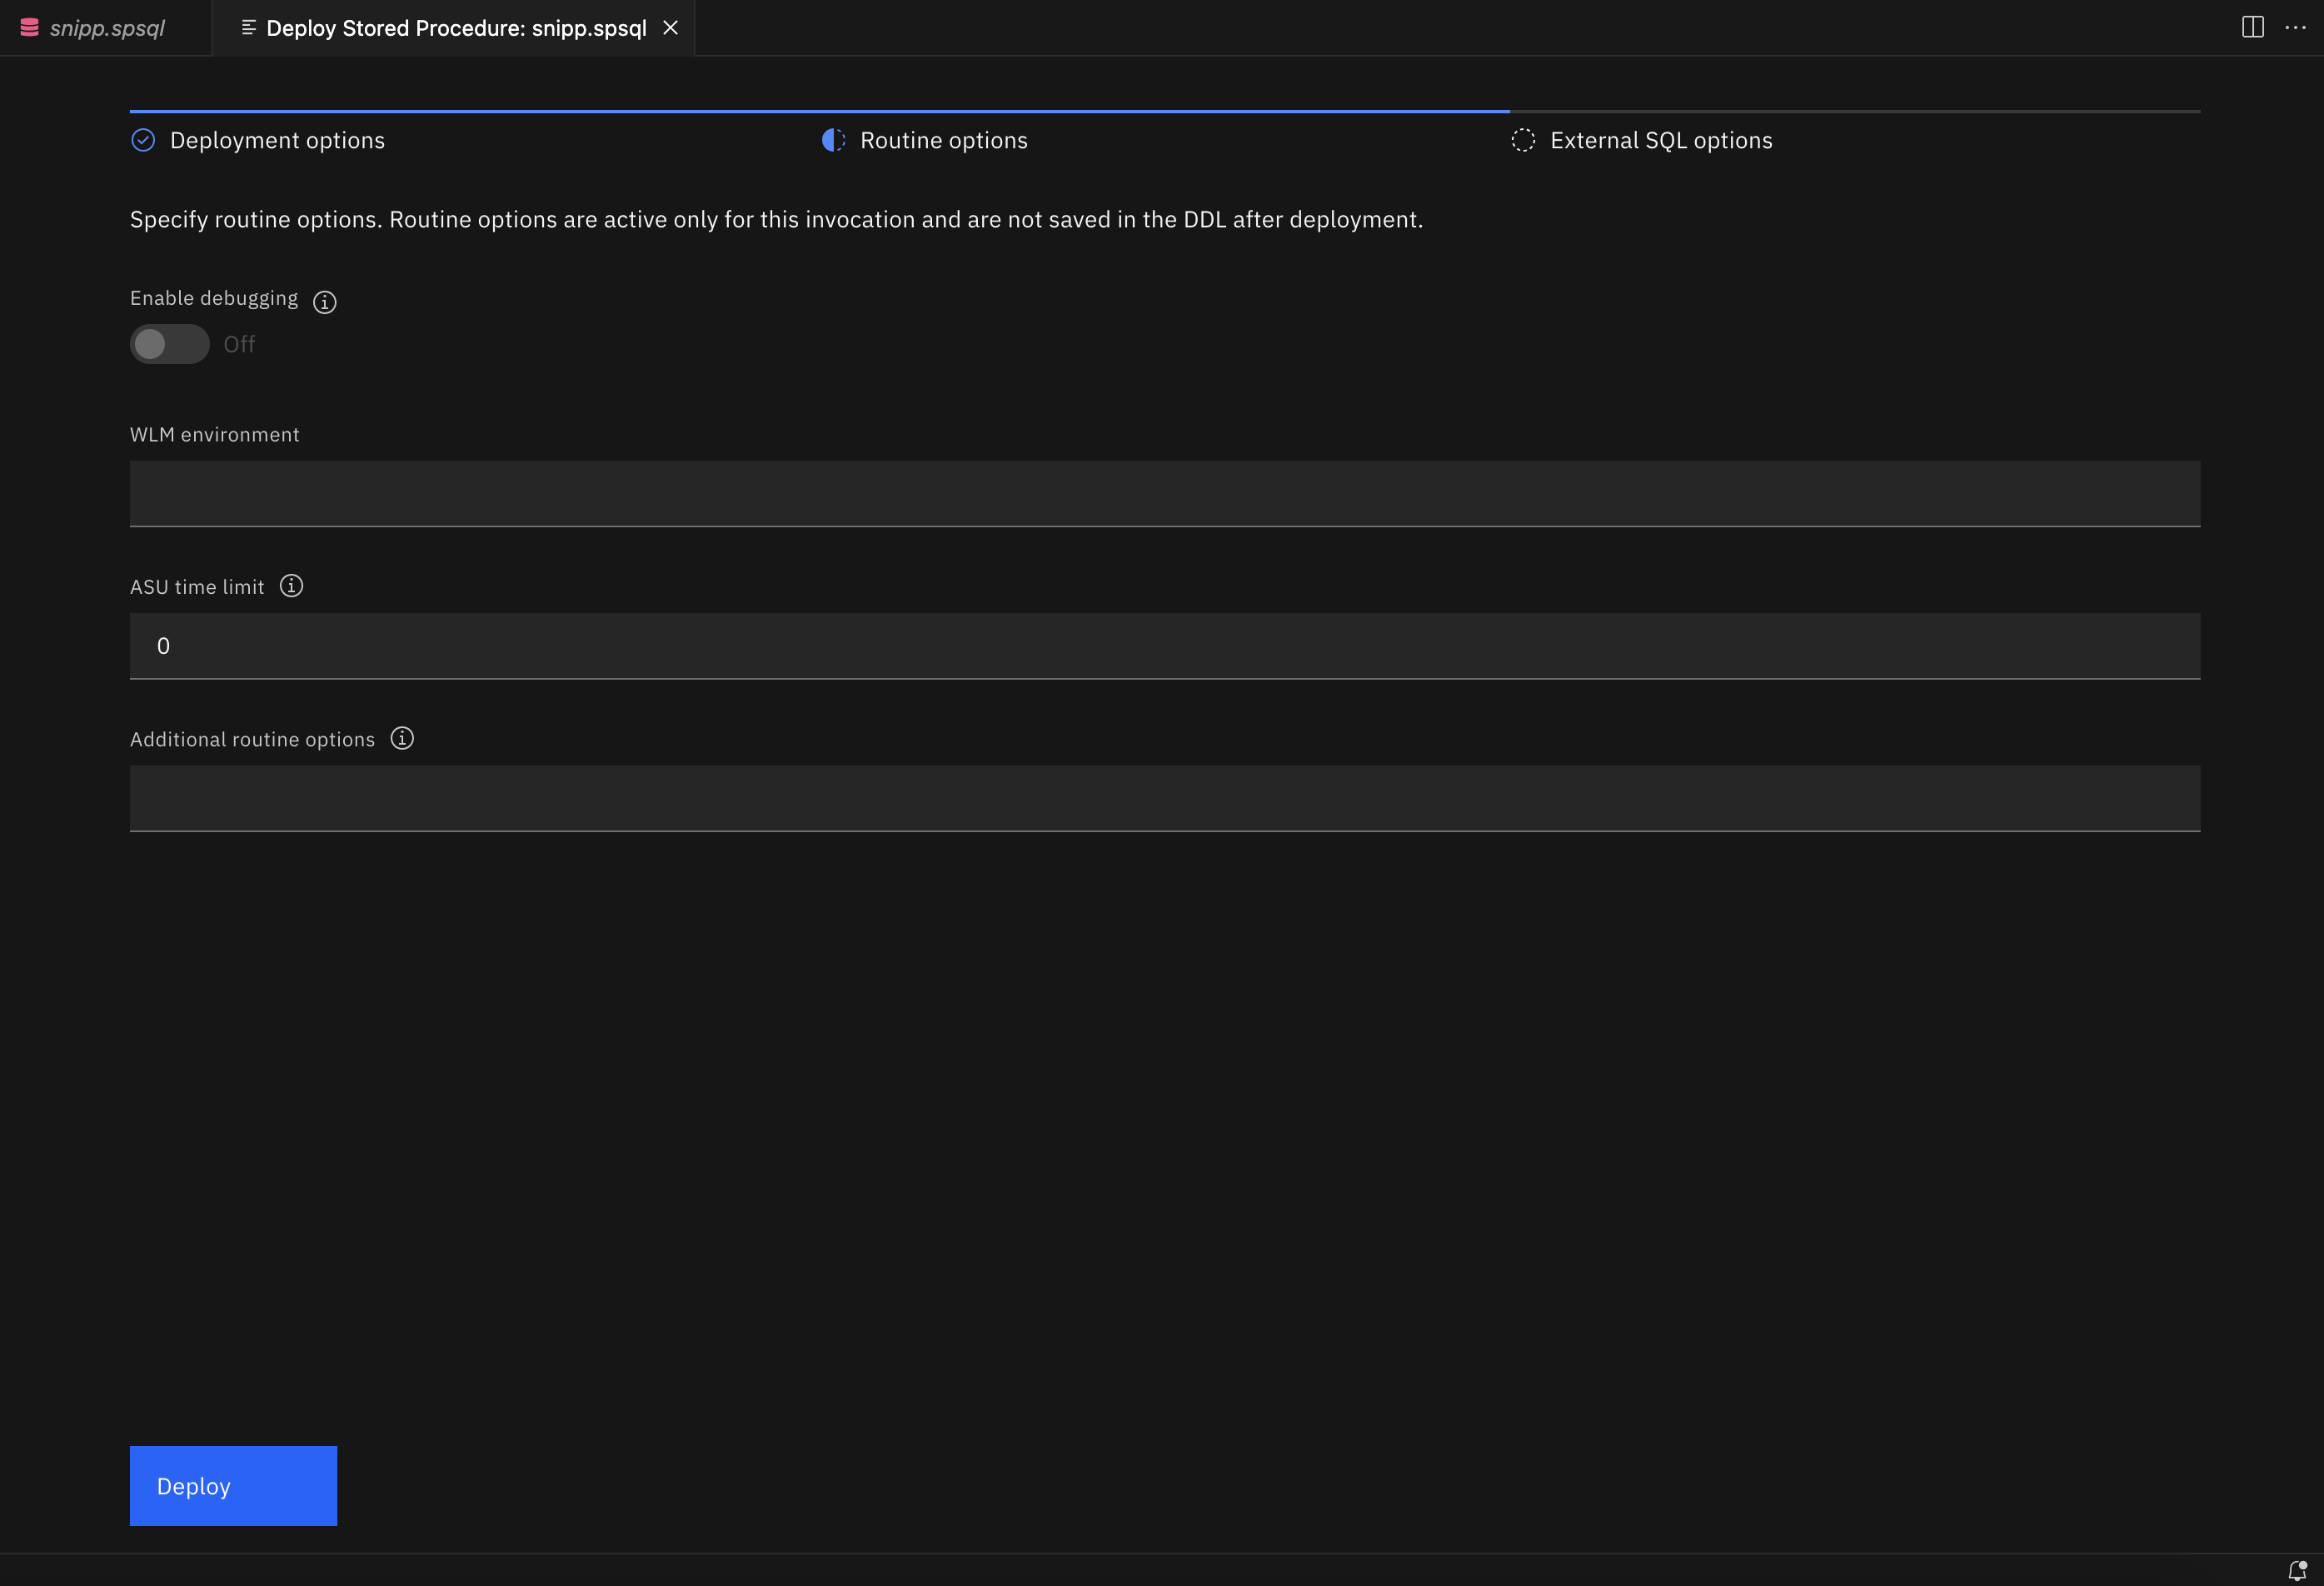 snipp.spsql
Deploy Stored Procedure: snipp.spsql
Deployment options
Routine options
External SQL options
Specify routine options. Routine options are active only for this invocation and are not saved in the DDL after deployment.
Enable debugging
Off
WLM environment
ASU time limit
0
Additional routine options
Deploy